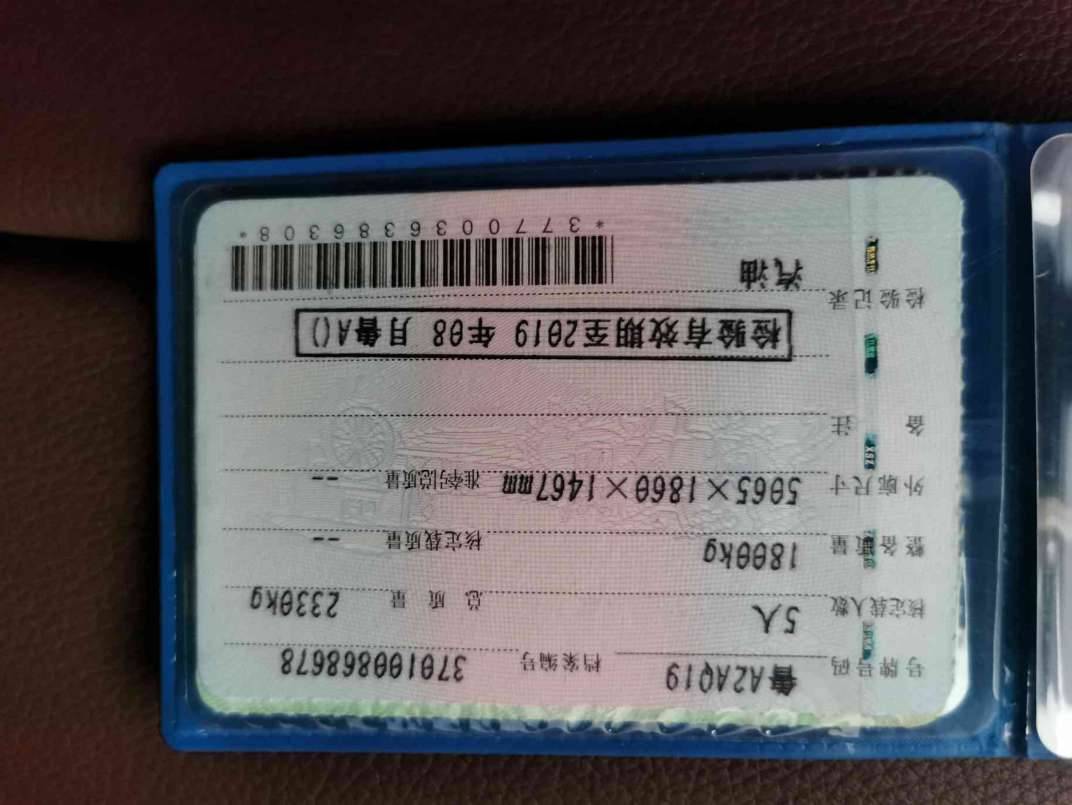 号牌号码 鲁A2AQ19 档案编号 370100868678
核定载人数 5人 总质量 2330kg
整备质量 1800kg 核定载质量 --
外廓尺寸 5065×1860×1467mm 准牵引总质量 --
备注
检验有效期至2019 年08 月鲁A()
检验记录
汽油
*3770036386308*